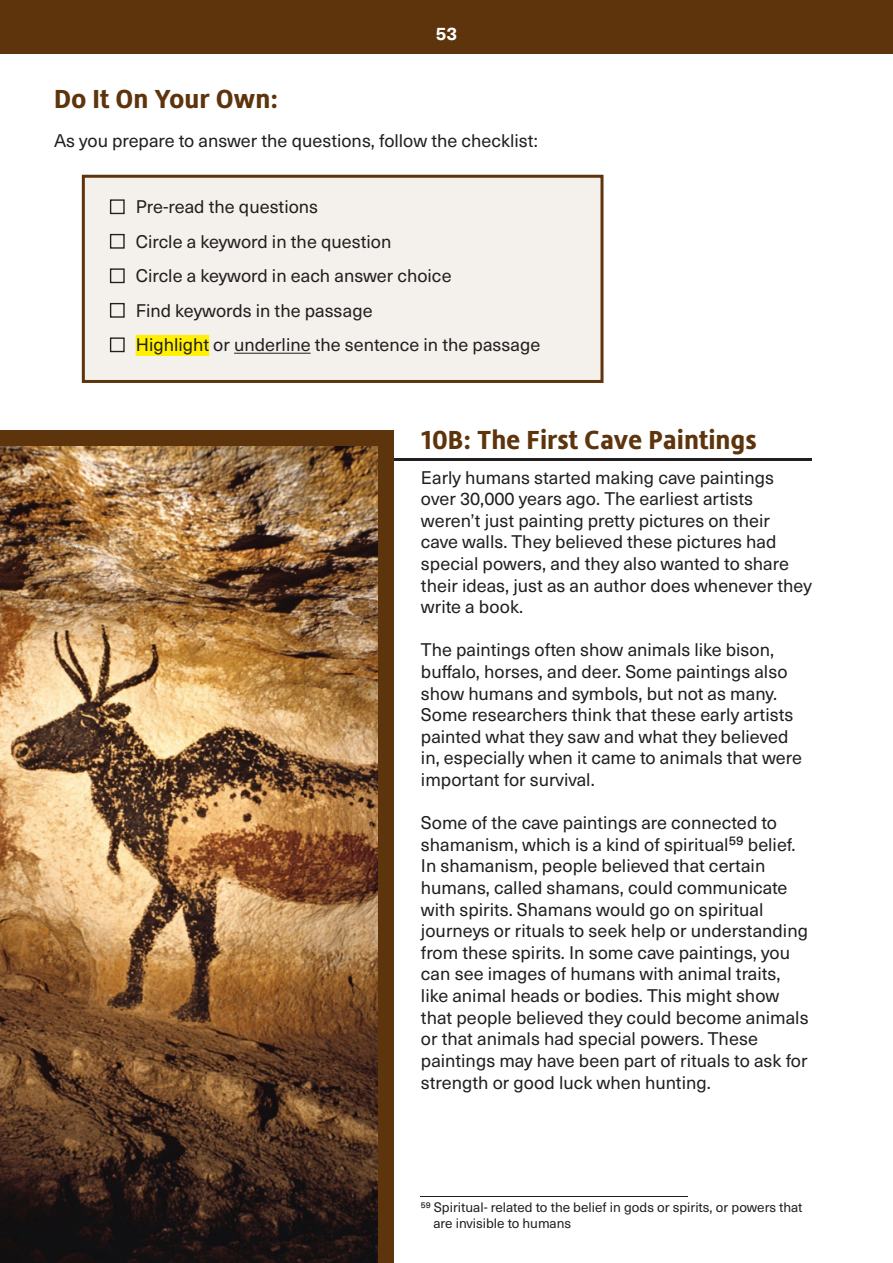 53
Do It On Your Own:
As you prepare to answer the questions, follow the checklist:
☐ Pre-read the questions
☐ Circle a keyword in the question
☐ Circle a keyword in each answer choice
☐ Find keywords in the passage
☐ Highlight or underline the sentence in the passage
10B: The First Cave Paintings
Early humans started making cave paintings
over 30,000 years ago. The earliest artists
weren’t just painting pretty pictures on their
cave walls. They believed these pictures had
special powers, and they also wanted to share
their ideas, just as an author does whenever they
write a book.
The paintings often show animals like bison,
buffalo, horses, and deer. Some paintings also
show humans and symbols, but not as many.
Some researchers think that these early artists
painted what they saw and what they believed
in, especially when it came to animals that were
important for survival.
Some of the cave paintings are connected to
shamanism, which is a kind of spiritual⁵⁹ belief.
In shamanism, people believed that certain
humans, called shamans, could communicate
with spirits. Shamans would go on spiritual
journeys or rituals to seek help or understanding
from these spirits. In some cave paintings, you
can see images of humans with animal traits,
like animal heads or bodies. This might show
that people believed they could become animals
or that animals had special powers. These
paintings may have been part of rituals to ask for
strength or good luck when hunting.
⁵⁹ Spiritual- related to the belief in gods or spirits, or powers that
are invisible to humans